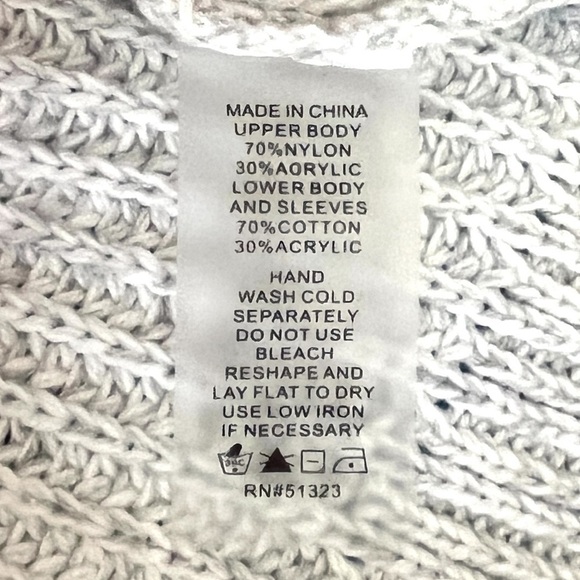 MADE IN CHINA
UPPER BODY
70%NYLON
30%ACRYLIC
LOWER BODY
AND SLEEVES
70%COTTON
30%ACRYLIC
HAND
WASH COLD
SEPARATELY
DO NOT USE
BLEACH
RESHAPE AND
LAY FLAT TO DRY
USE LOW IRON
IF NECESSARY
RN#51323